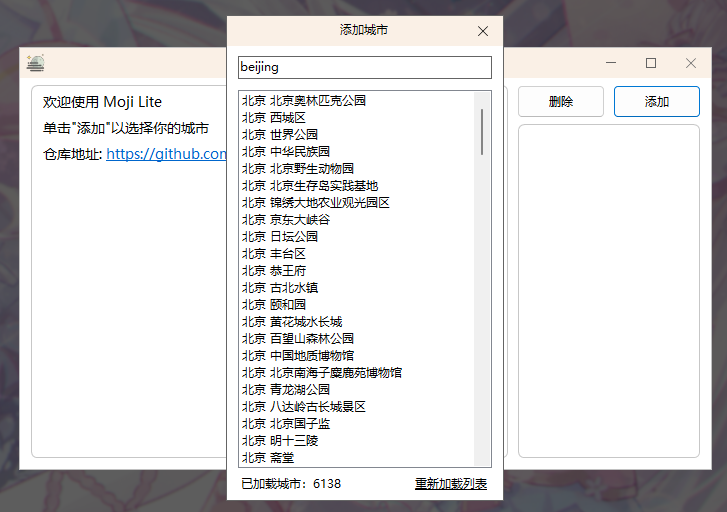 添加城市
beijing
欢迎使用 Moji Lite
单击"添加"以选择你的城市
仓库地址: https://github.con
删除
添加
北京 北京奥林匹克公园
北京 西城区
北京 世界公园
北京 中华民族园
北京 北京野生动物园
北京 北京生存岛实践基地
北京 锦绣大地农业观光园区
北京 京东大峡谷
北京 日坛公园
北京 丰台区
北京 恭王府
北京 古北水镇
北京 颐和园
北京 黄花城水长城
北京 百望山森林公园
北京 中国地质博物馆
北京 北京南海子麋鹿苑博物馆
北京 青龙湖公园
北京 八达岭古长城景区
北京 北京国子监
北京 明十三陵
北京 斋堂
已加载城市：6138
重新加载列表